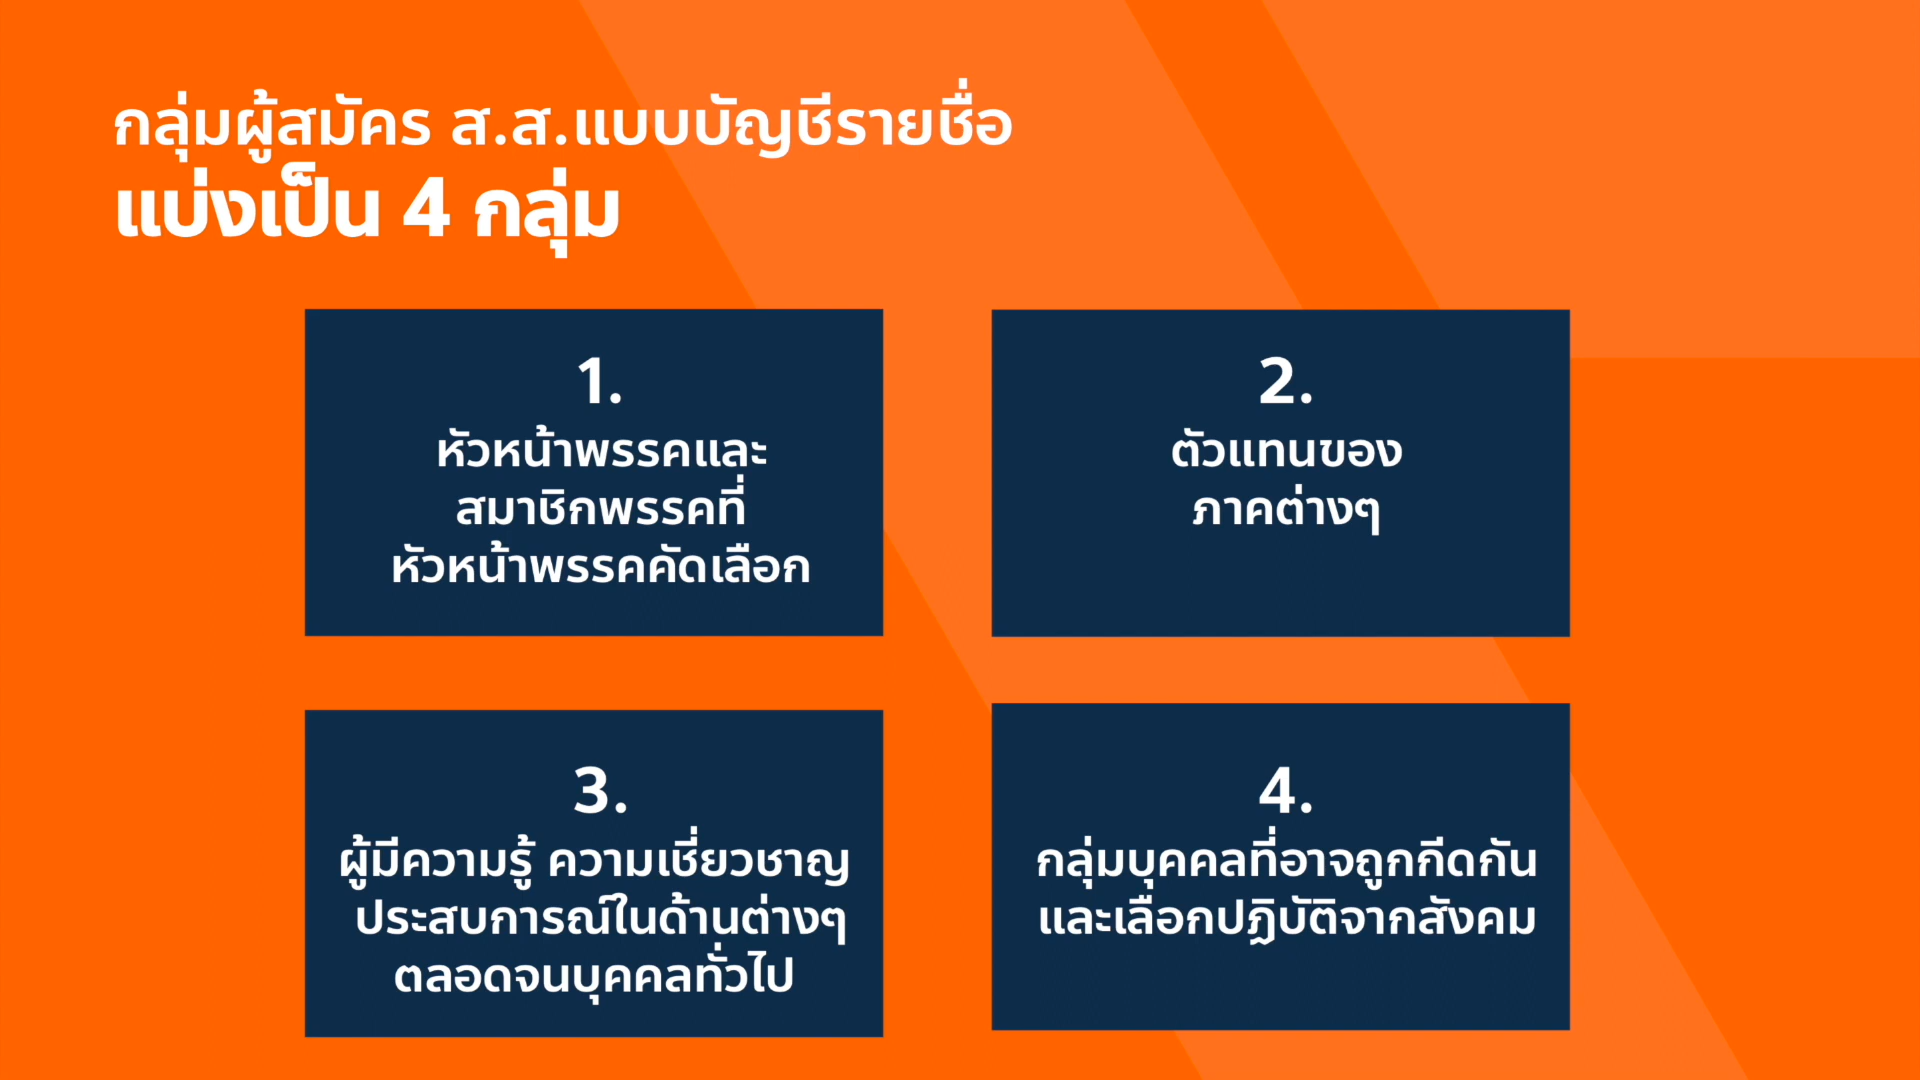 กลุ่มผู้สมัคร ส.ส.แบบบัญชีรายชื่อ
แบ่งเป็น 4 กลุ่ม
1.
หัวหน้าพรรคและ
สมาชิกพรรคที่
หัวหน้าพรรคคัดเลือก
2.
ตัวแทนของ
ภาคต่างๆ
3.
ผู้มีความรู้ ความเชี่ยวชาญ
ประสบการณ์ในด้านต่างๆ
ตลอดจนบุคคลทั่วไป
4.
กลุ่มบุคคลที่อาจถูกกีดกัน
และเลือกปฏิบัติจากสังคม